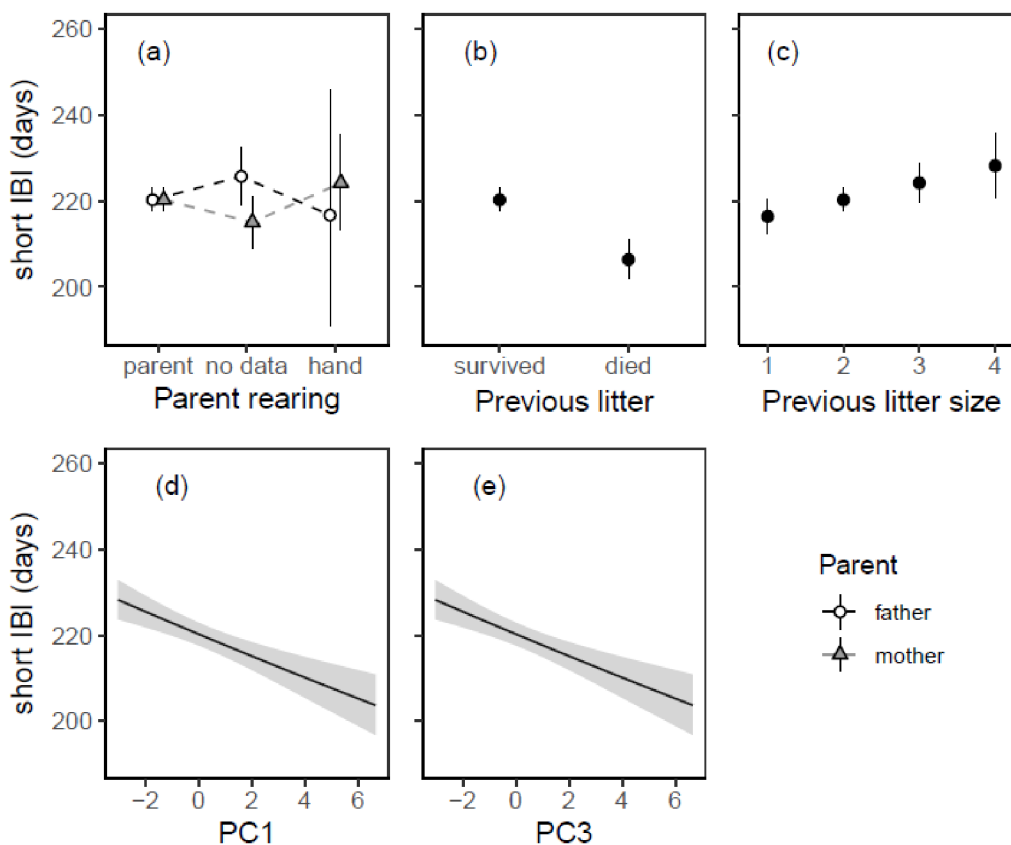 (a)
(b)
(c)
short IBI (days)
260
240
220
200
parent no data hand
survived died
1 2 3 4
Parent rearing
Previous litter
Previous litter size
(d)
(e)
short IBI (days)
260
240
220
200
−2 0 2 4 6
−2 0 2 4 6
PC1
PC3
Parent
father
mother